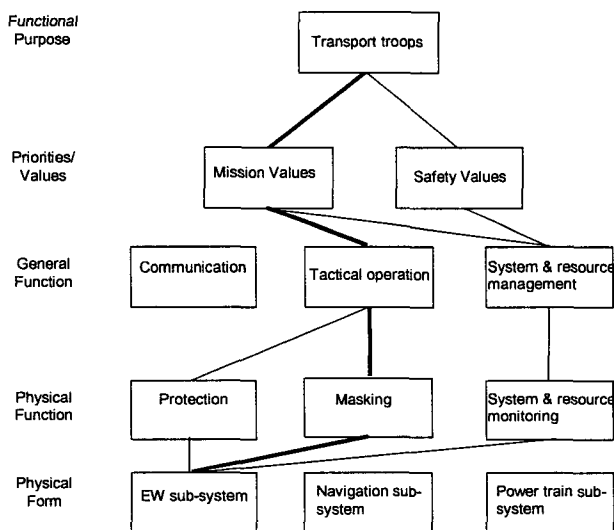 Functional
Purpose
Transport troops
Priorities/
Values
Mission Values
Safety Values
General
Function
Communication
Tactical operation
System & resource
management
Physical
Function
Protection
Masking
System & resource
monitoring
Physical
Form
EW sub-system
Navigation sub-
system
Power train sub-
system